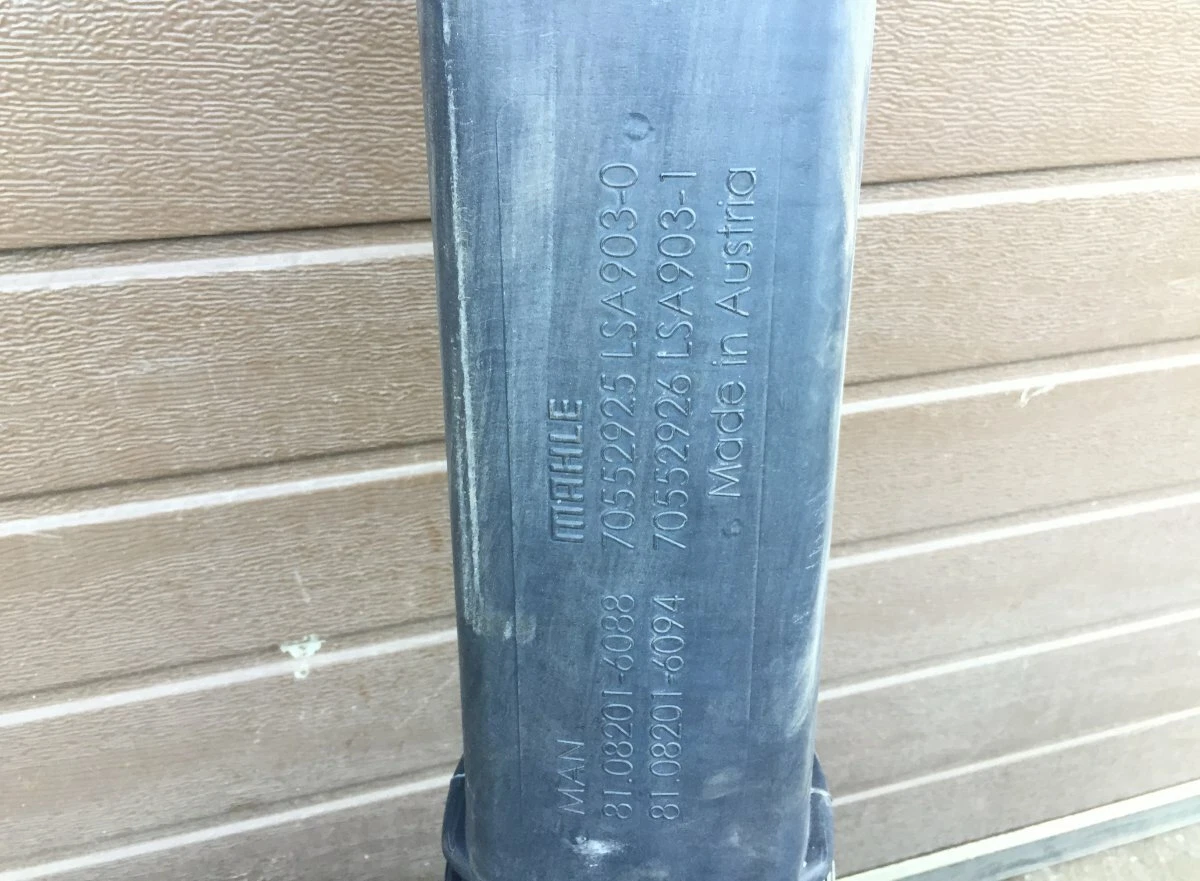 MAHLE
MAN
81.08201-6088 70552925 LSA903-0
81.08201-6094 70552926 LSA903-1
Made in Austria